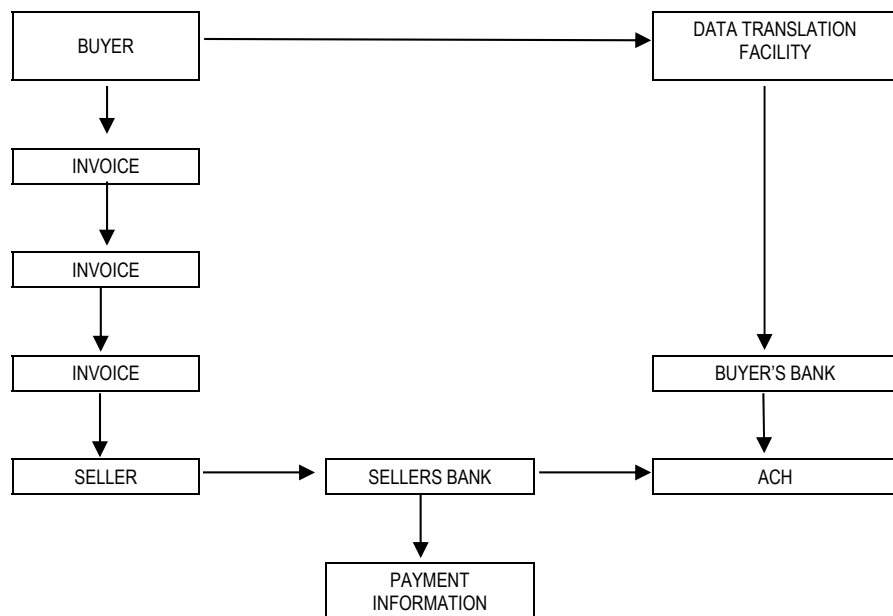 BUYER
DATA TRANSLATION
FACILITY
INVOICE
INVOICE
INVOICE
BUYER’S BANK
SELLER
SELLERS BANK
ACH
PAYMENT
INFORMATION